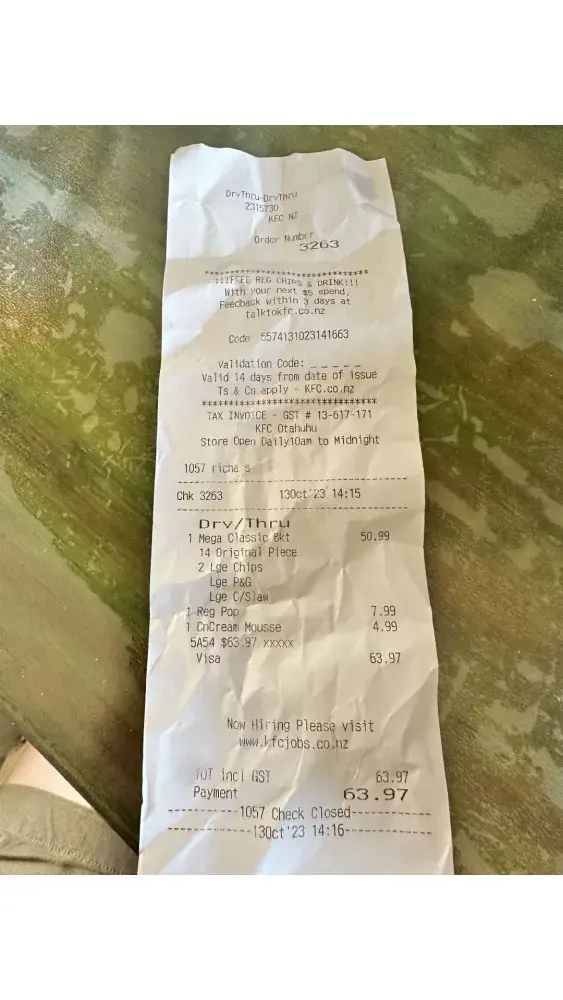 DrvThru-DrvThru
2315730
KFC NZ
Order Number
3263
********************************
!!!FREE REG CHIPS & DRINK!!!
With your next $5 spend,
Feedback within 3 days at
talktokfc.co.nz
Code 5574131023141663
Validation Code: _ _ _ _ _
Valid 14 days from date of issue
Ts & Cs apply - KFC.co.nz
********************************
TAX INVOICE - GST # 13-617-171
KFC Otahuhu
Store Open Daily10am to Midnight
1057 richa s
Chk 3263 13Oct'23 14:15
Drv/Thru
1 Mega Classic Bkt 50.99
14 Original Piece
2 Lge Chips
Lge P&G
Lge C/Slaw
1 Reg Pop 7.99
1 CnCream Mousse 4.99
5A54 $63.97 xxxxx
Visa 63.97
Now Hiring Please visit
www.kfcjobs.co.nz
TOT incl GST 63.97
Payment 63.97
------------1057 Check Closed------------
---------------13Oct'23 14:16---------------